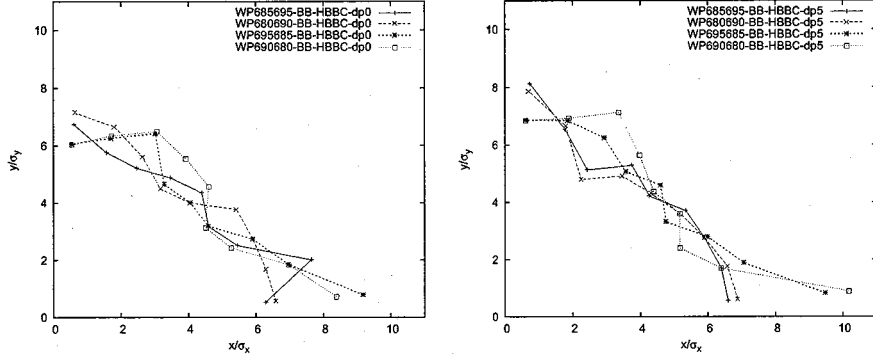 WP685695-BB-HBBC-dp0
WP680690-BB-HBBC-dp0
WP695685-BB-HBBC-dp0
WP690680-BB-HBBC-dp0
10
8
6
4
2
0
y/σy
0 2 4 6 8 10
x/σx
WP685695-BB-HBBC-dp5
WP680690-BB-HBBC-dp5
WP695685-BB-HBBC-dp5
WP690680-BB-HBBC-dp5
10
8
6
4
2
0
y/σy
0 2 4 6 8 10
x/σx